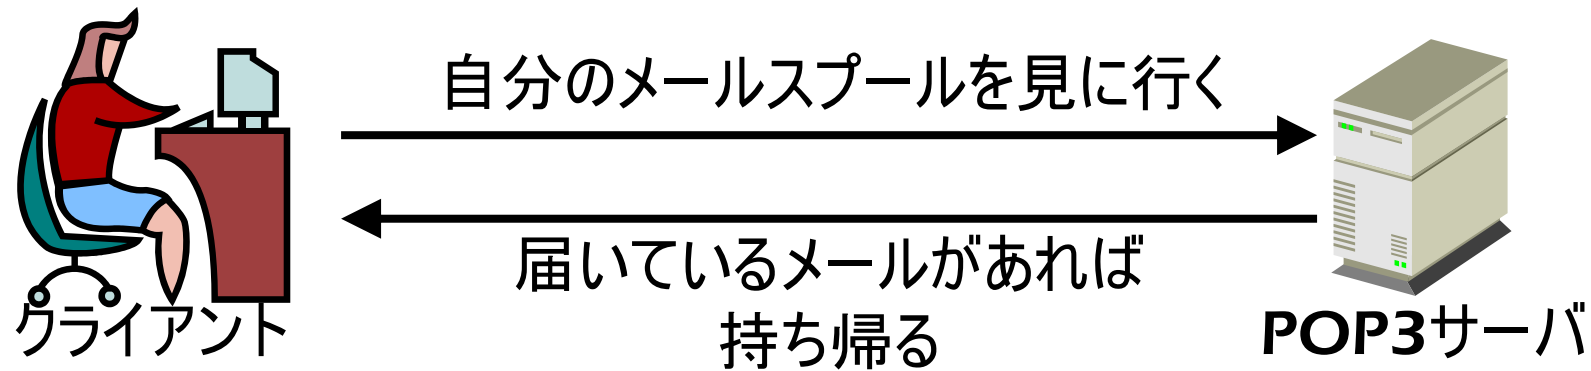 自分のメールスプールを見に行く
届いているメールがあれば
持ち帰る
クライアント
POP3サーバ